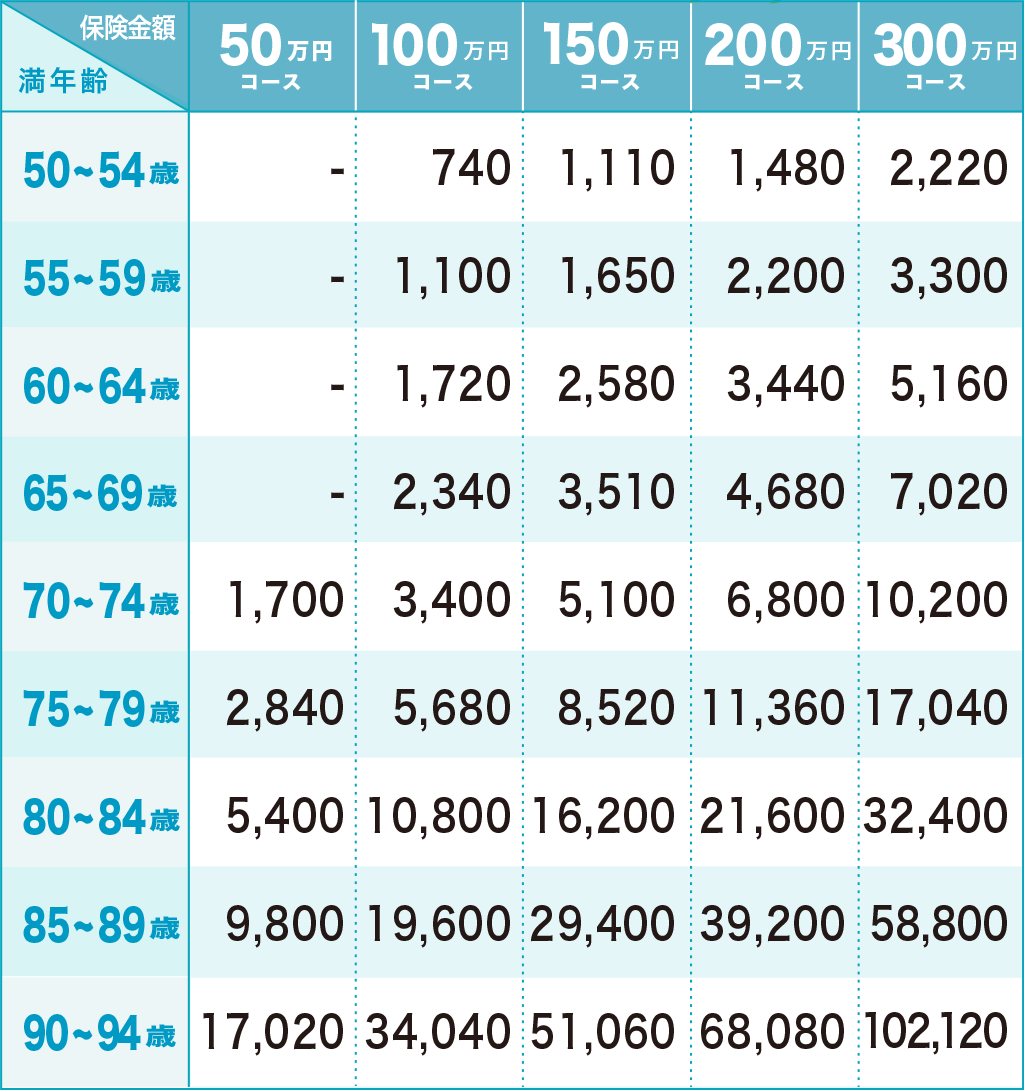 保険金額
満年齢
50万円コース 100万円コース 150万円コース 200万円コース 300万円コース
50~54歳 - 740 1,110 1,480 2,220
55~59歳 - 1,100 1,650 2,200 3,300
60~64歳 - 1,720 2,580 3,440 5,160
65~69歳 - 2,340 3,510 4,680 7,020
70~74歳 1,700 3,400 5,100 6,800 10,200
75~79歳 2,840 5,680 8,520 11,360 17,040
80~84歳 5,400 10,800 16,200 21,600 32,400
85~89歳 9,800 19,600 29,400 39,200 58,800
90~94歳 17,020 34,040 51,060 68,080 102,120